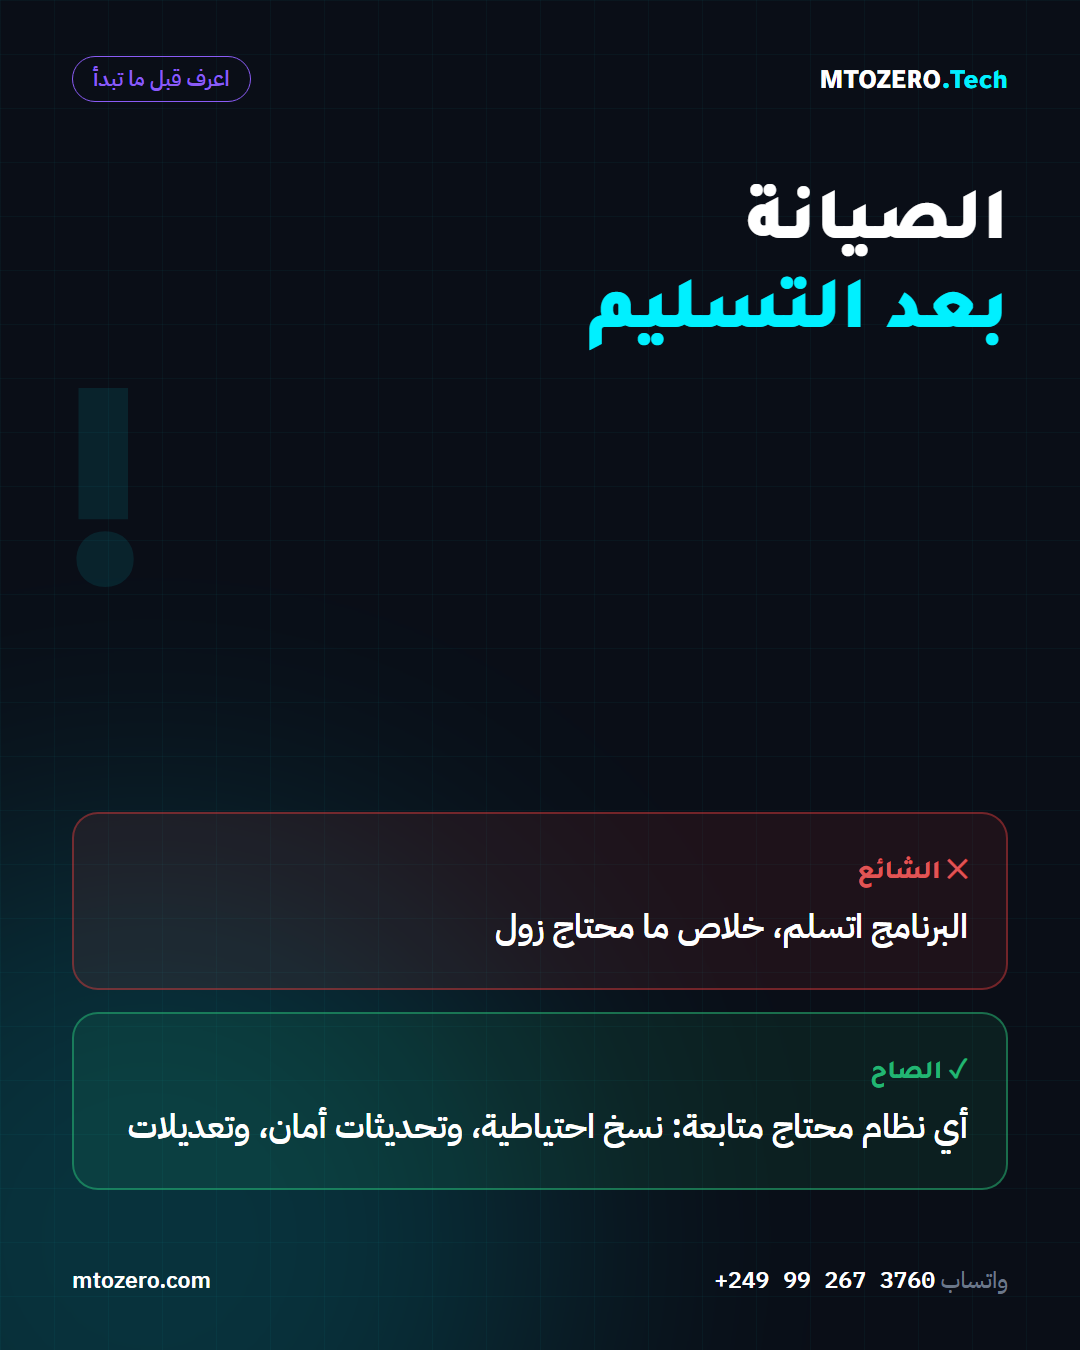 MTOZERO.Tech
اعرف قبل ما تبدأ
الصيانة
بعد التسليم
!
✕ الشائع
البرنامج اتسلم، خلاص ما محتاج زول
✓ الصاح
أي نظام محتاج متابعة: نسخ احتياطية، وتحديثات أمان، وتعديلات
واتساب +249 99 267 3760
mtozero.com